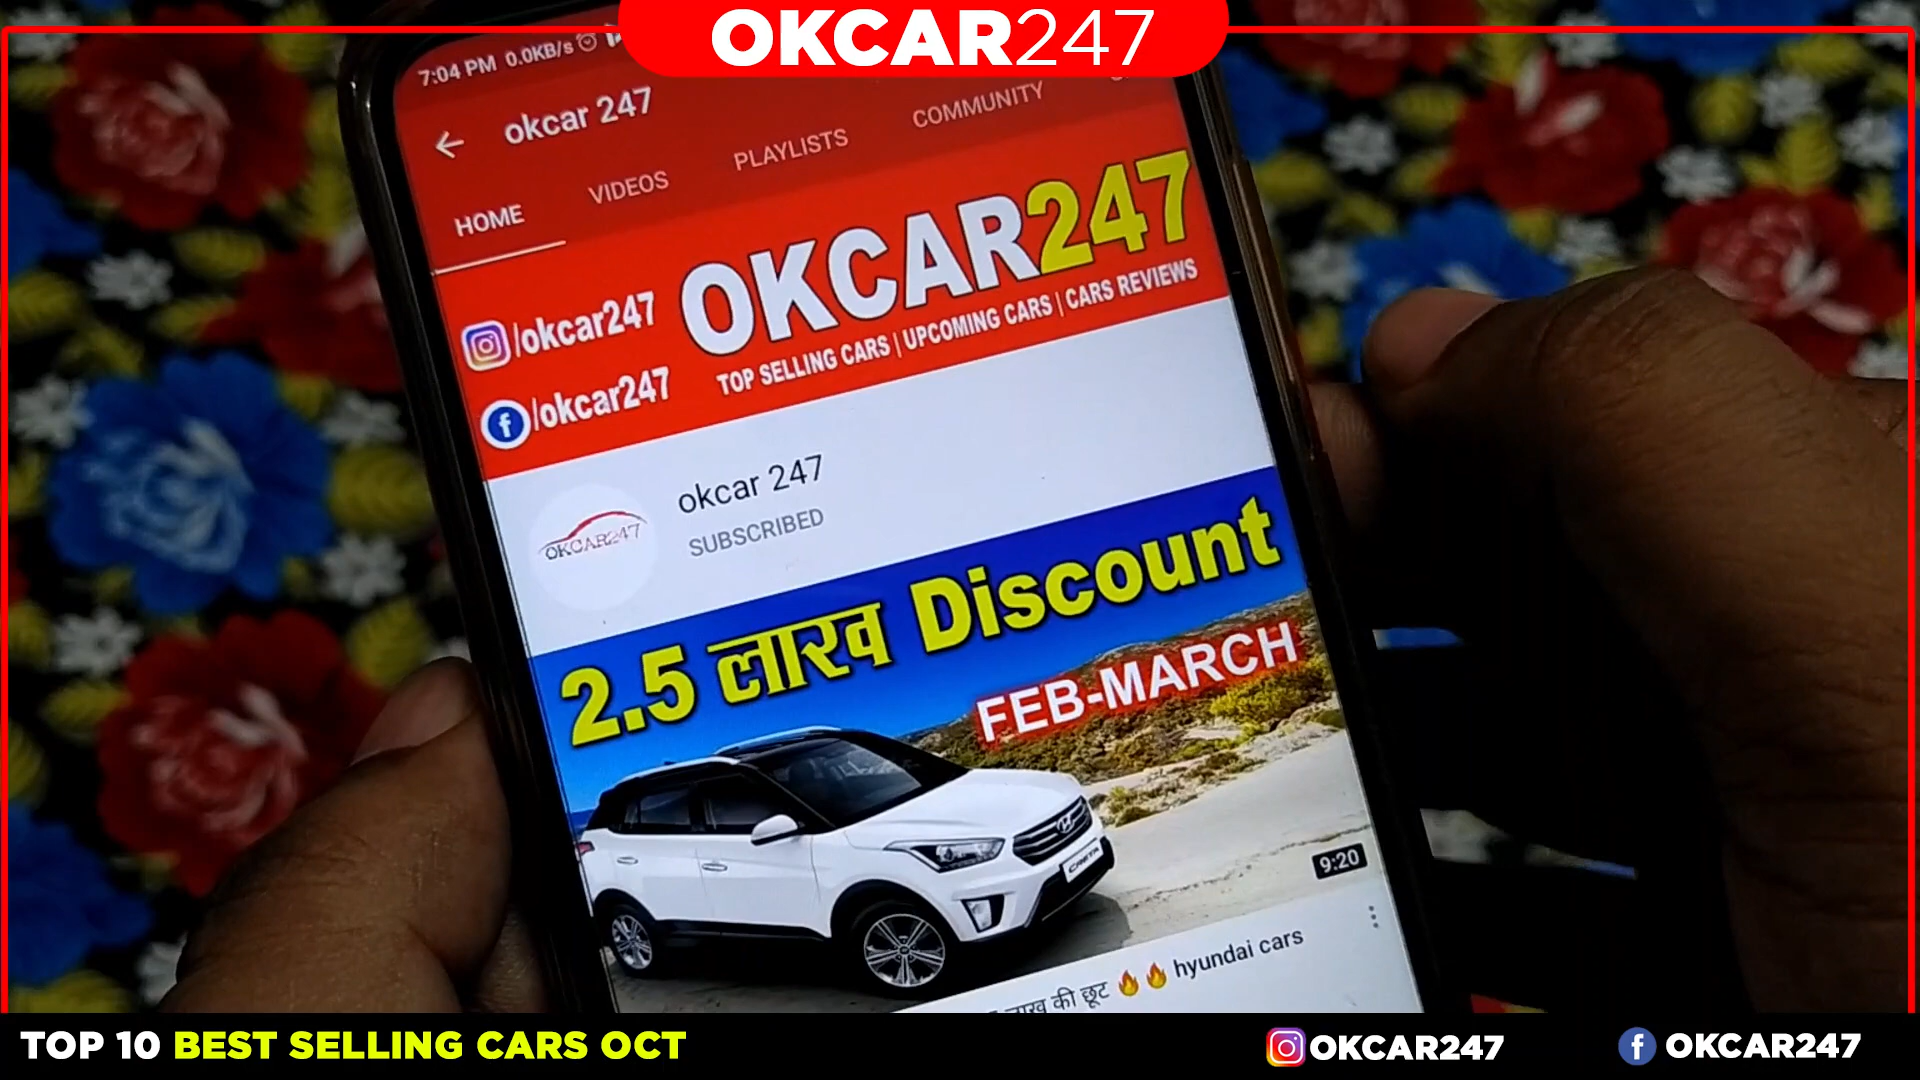 OKCAR247
7:04 PM 0.0KB/s
okcar 247
HOME VIDEOS PLAYLISTS COMMUNITY
/okcar247
/okcar247
OKCAR247
TOP SELLING CARS | UPCOMING CARS | CARS REVIEWS
okcar 247
SUBSCRIBED
OKCAR247
2.5 लाख Discount
FEB-MARCH
CRETA
9:20
की छूट 🔥🔥 hyundai cars
TOP 10 BEST SELLING CARS OCT
OKCAR247
OKCAR247